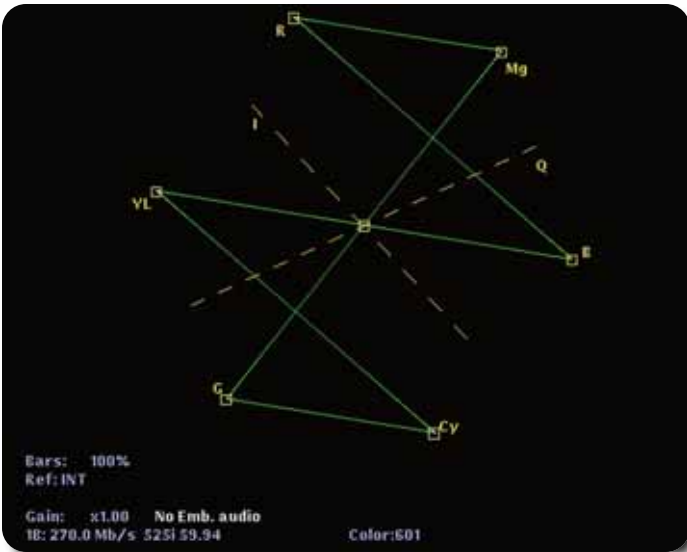 R
Mg
I
Q
YL
B
G
Cy
Bars: 100%
Ref: INT
Gain: x1.00 No Emb. audio
18: 270.0 Mb/s 525i 59.94 Color:601